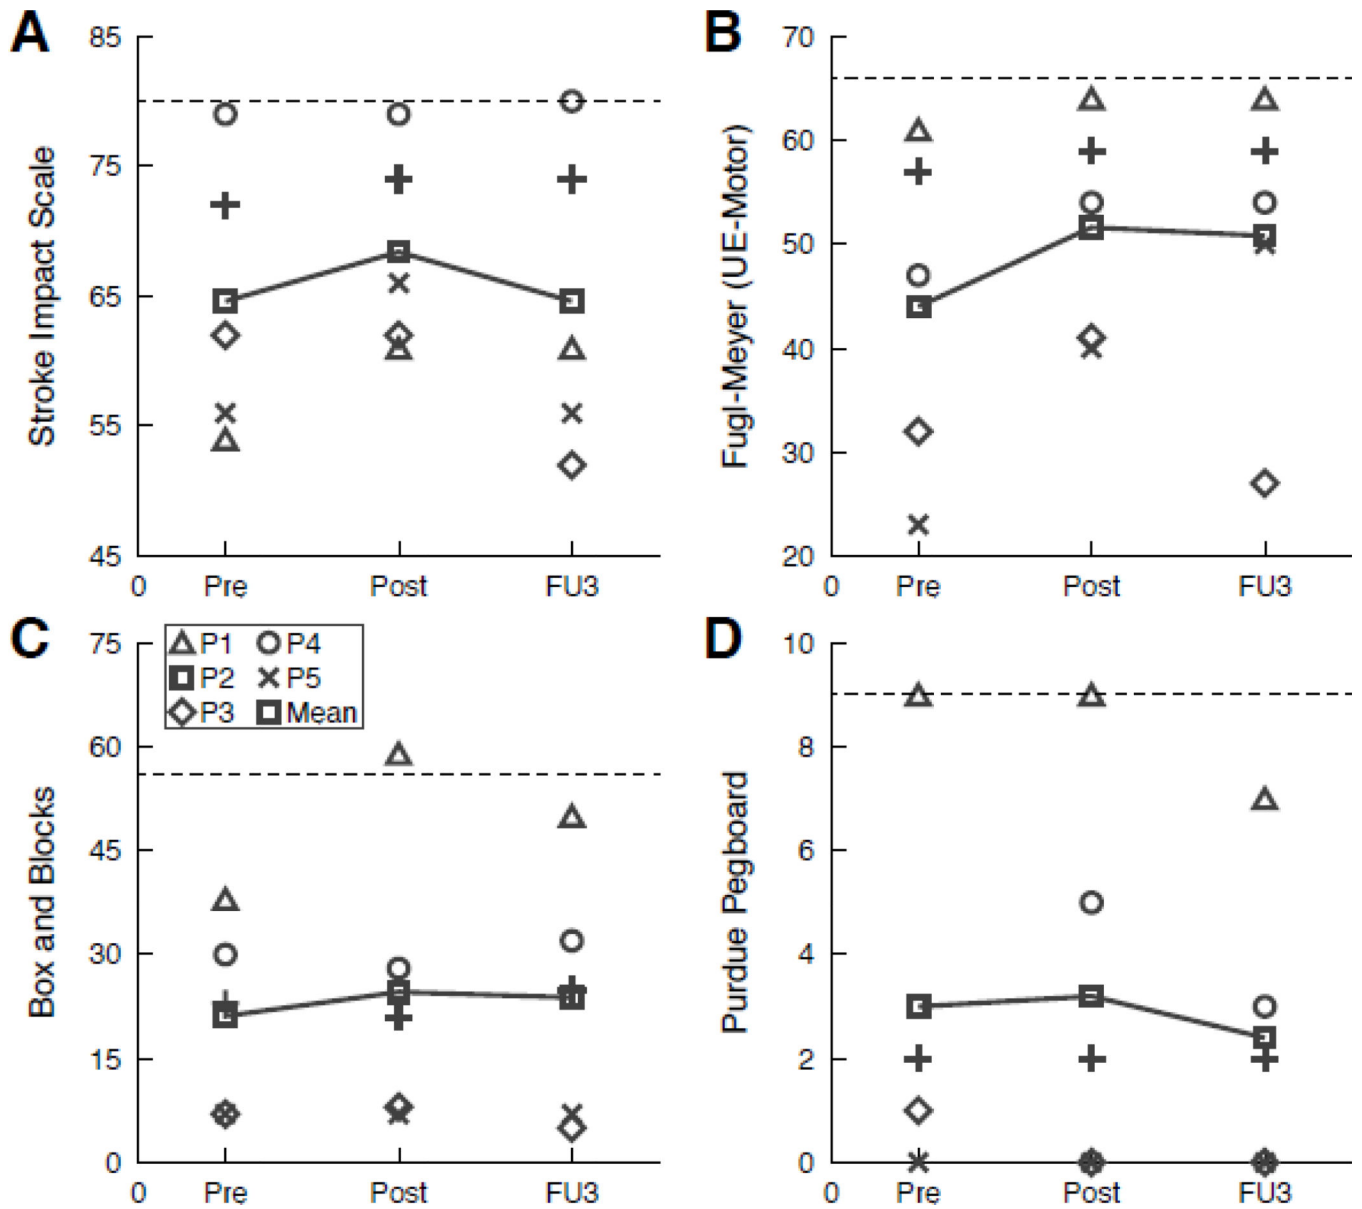 A
85
75
65
55
45
Stroke Impact Scale
0 Pre Post FU3
B
70
60
50
40
30
20
Fugl-Meyer (UE-Motor)
0 Pre Post FU3
C
75
60
45
30
15
0
Box and Blocks
P1 P4
P2 P5
P3 Mean
0 Pre Post FU3
D
10
8
6
4
2
0
Purdue Pegboard
0 Pre Post FU3